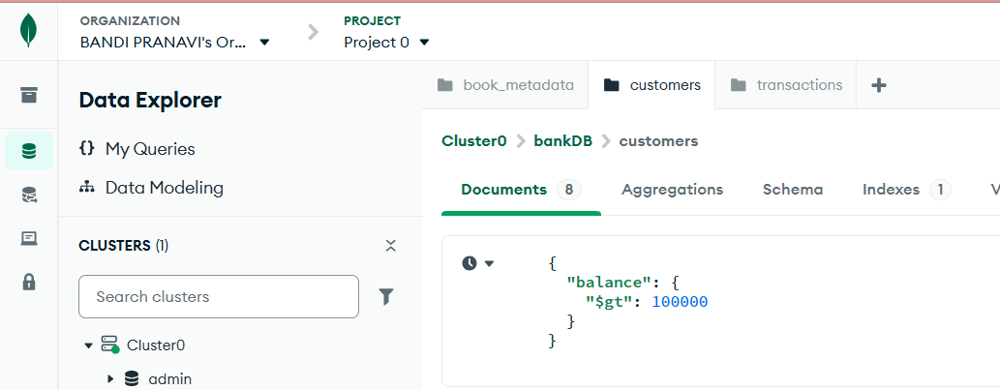 ORGANIZATION
BANDI PRANAVI's Or...
PROJECT
Project 0
Data Explorer
My Queries
Data Modeling
CLUSTERS (1)
Search clusters
Cluster0
admin
book_metadata
customers
transactions
Cluster0 > bankDB > customers
Documents 8 Aggregations Schema Indexes 1 V
{
"balance": {
"$gt": 100000
}
}